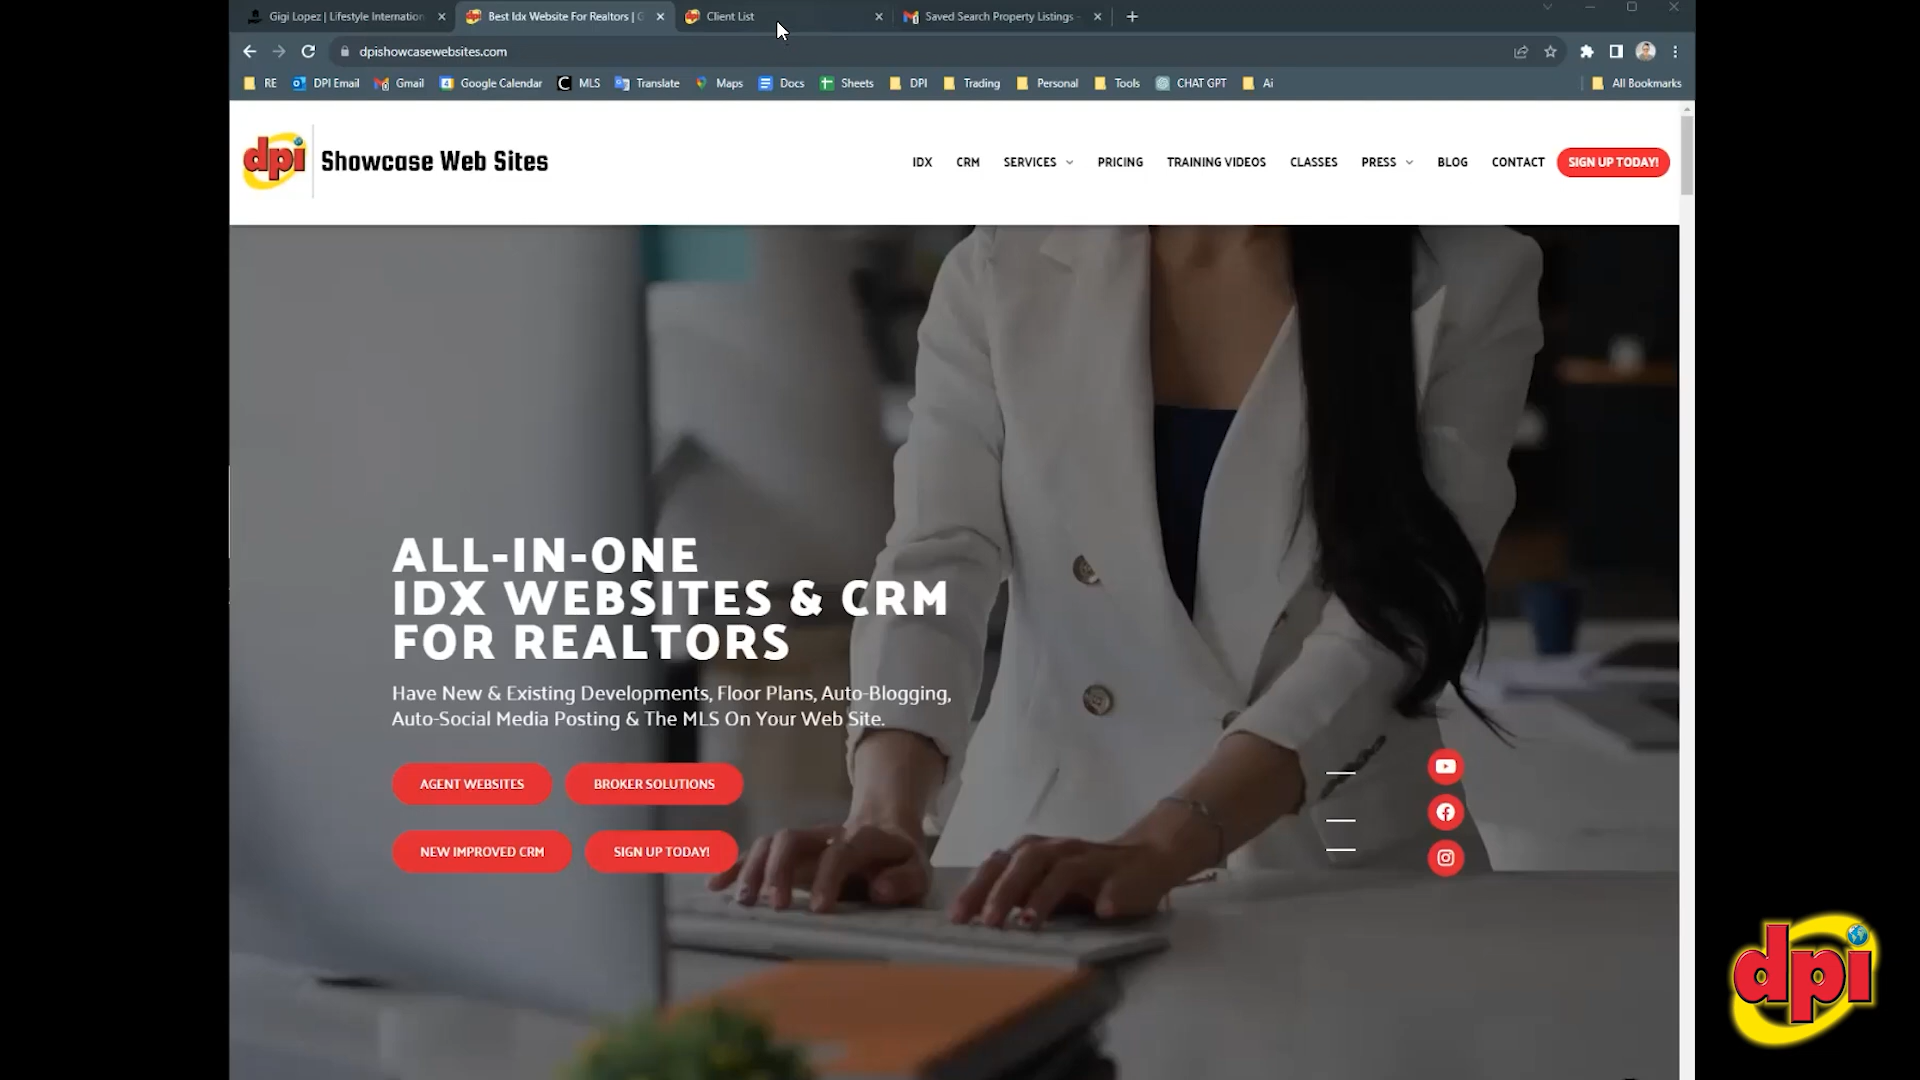 Gigi Lopez | Lifestyle Internation
Best Idx Website For Realtors | G
Client List
Saved Search Property Listings -
dpishowcasewebsites.com
RE
DPI Email
Gmail
Google Calendar
MLS
Translate
Maps
Docs
Sheets
DPI
Trading
Personal
Tools
CHAT GPT
Ai
All Bookmarks
dpi
Showcase Web Sites
IDX
CRM
SERVICES
PRICING
TRAINING VIDEOS
CLASSES
PRESS
BLOG
CONTACT
SIGN UP TODAY!
ALL-IN-ONE
IDX WEBSITES & CRM
FOR REALTORS
Have New & Existing Developments, Floor Plans, Auto-Blogging,
Auto-Social Media Posting & The MLS On Your Web Site.
AGENT WEBSITES
BROKER SOLUTIONS
NEW IMPROVED CRM
SIGN UP TODAY!
dpi